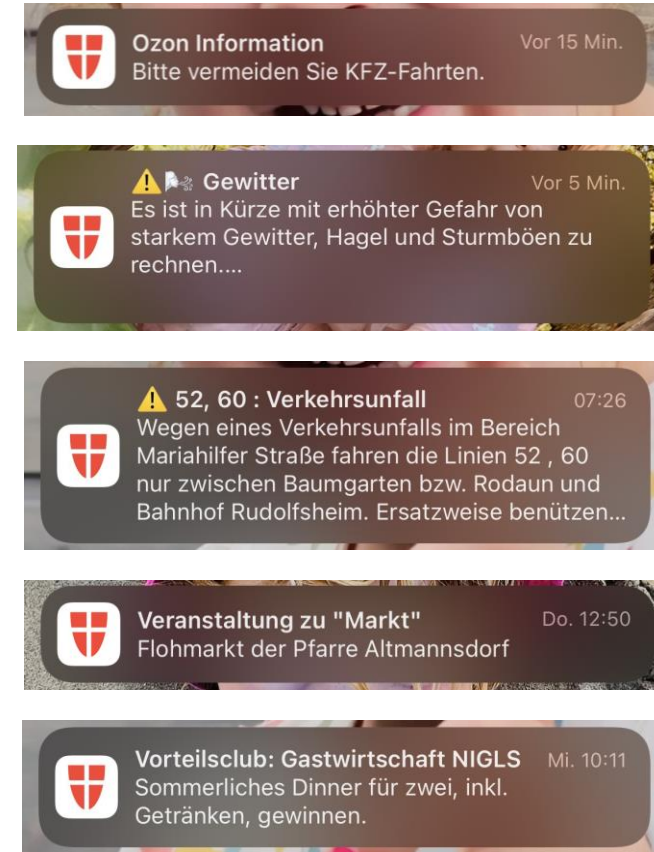 Ozon Information Vor 15 Min.
Bitte vermeiden Sie KFZ-Fahrten.
⚠️🌬️ Gewitter Vor 5 Min.
Es ist in Kürze mit erhöhter Gefahr von
starkem Gewitter, Hagel und Sturmböen zu
rechnen....
⚠️ 52, 60 : Verkehrsunfall 07:26
Wegen eines Verkehrsunfalls im Bereich
Mariahilfer Straße fahren die Linien 52 , 60
nur zwischen Baumgarten bzw. Rodaun und
Bahnhof Rudolfsheim. Ersatzweise benützen...
Veranstaltung zu "Markt" Do. 12:50
Flohmarkt der Pfarre Altmannsdorf
Vorteilsclub: Gastwirtschaft NIGLS Mi. 10:11
Sommerliches Dinner für zwei, inkl.
Getränken, gewinnen.